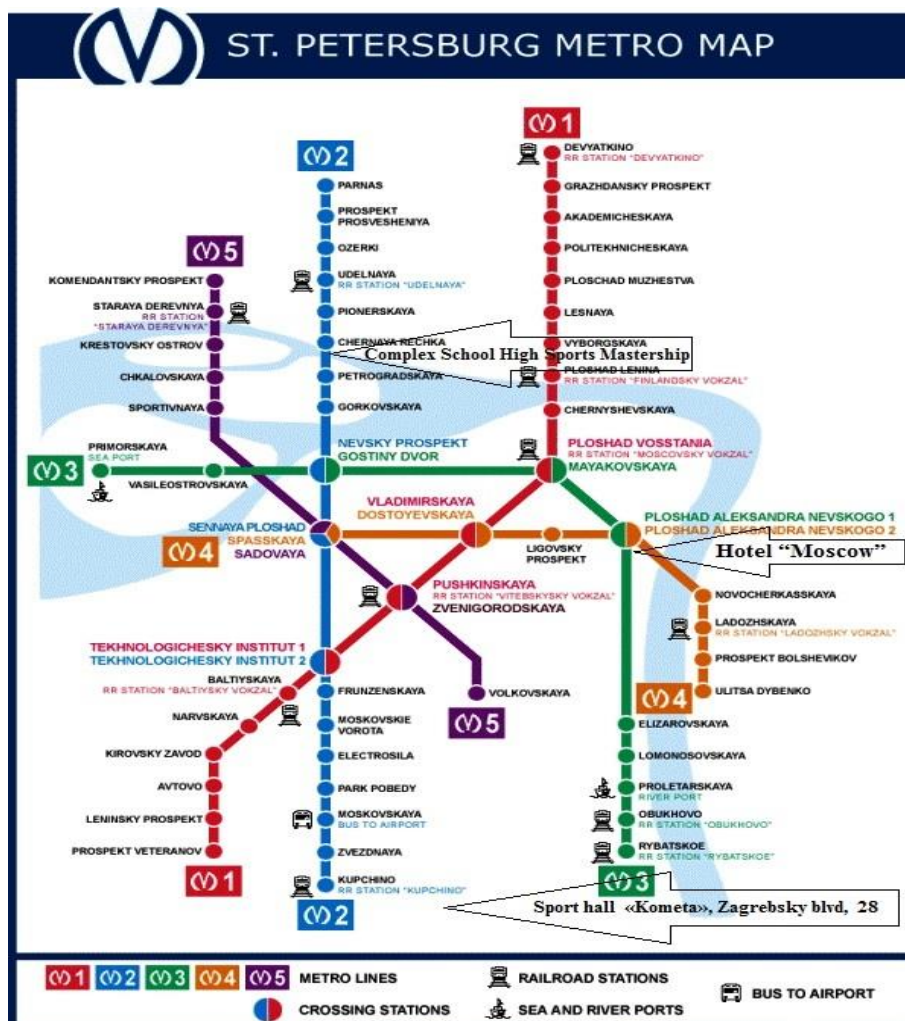 ST. PETERSBURG METRO MAP
1
DEVYATKINO
RR STATION "DEVYATKINO"
GRAZHDANSKY PROSPEKT
AKADEMICHESKAYA
POLITEKHNICHESKAYA
PLOSCHAD MUZHESTVA
LESNAYA
VYBORGSKAYA
PLOSHAD LENINA
RR STATION "FINLANDSKY VOKZAL"
CHERNYSHEVSKAYA
PLOSHAD VOSSTANIA
RR STATION "MOSCOVSKY VOKZAL"
MAYAKOVSKAYA
2
PARNAS
PROSPEKT
PROSVESHENIYA
OZERKI
UDELNAYA
RR STATION "UDELNAYA"
PIONERSKAYA
CHERNAYA RECHKA
Complex School High Sports Mastership
PETROGRADSKAYA
GORKOVSKAYA
NEVSKY PROSPEKT
GOSTINY DVOR
5
KOMENDANTSKY PROSPEKT
STARAYA DEREVNYA
RR STATION
"STARAYA DEREVNYA"
KRESTOVSKY OSTROV
CHKALOVSKAYA
SPORTIVNAYA
PRIMORSKAYA
SEA PORT
3
VASILEOSTROVSKAYA
SENNAYA PLOSHAD
SPASSKAYA
SADOVAYA
4
VLADIMIRSKAYA
DOSTOYEVSKAYA
LIGOVSKY
PROSPEKT
PLOSHAD ALEKSANDRA NEVSKOGO 1
PLOSHAD ALEKSANDRA NEVSKOGO 2
Hotel “Moscow”
NOVOCHERKASSKAYA
LADOZHSKAYA
RR STATION "LADOZHSKY VOKZAL"
PROSPEKT BOLSHEVIKOV
ULITSA DYBENKO
4
PUSHKINSKAYA
RR STATION "VITEBSKYSKY VOKZAL"
ZVENIGORODSKAYA
VOLKOVSKAYA
5
TEKHNOLOGICHESKY INSTITUT 1
TEKHNOLOGICHESKY INSTITUT 2
BALTIYSKAYA
RR STATION "BALTIYSKY VOKZAL"
NARVSKAYA
KIROVSKY ZAVOD
AVTOVO
LENINSKY PROSPEKT
PROSPEKT VETERANOV
1
FRUNZENSKAYA
MOSKOVSKIE
VOROTA
ELECTROSILA
PARK POBEDY
MOSKOVSKAYA
BUS TO AIRPORT
ZVEZDNAYA
KUPCHINO
RR STATION "KUPCHINO"
2
ELIZAROVSKAYA
LOMONOSOVSKAYA
PROLETARSKAYA
RIVER PORT
OBUKHOVO
RR STATION "OBUKHOVO"
RYBATSKOE
RR STATION "RYBATSKOE"
3
Sport hall «Kometa», Zagrebsky blvd, 28
1 2 3 4 5 METRO LINES
CROSSING STATIONS
RAILROAD STATIONS
SEA AND RIVER PORTS
BUS TO AIRPORT